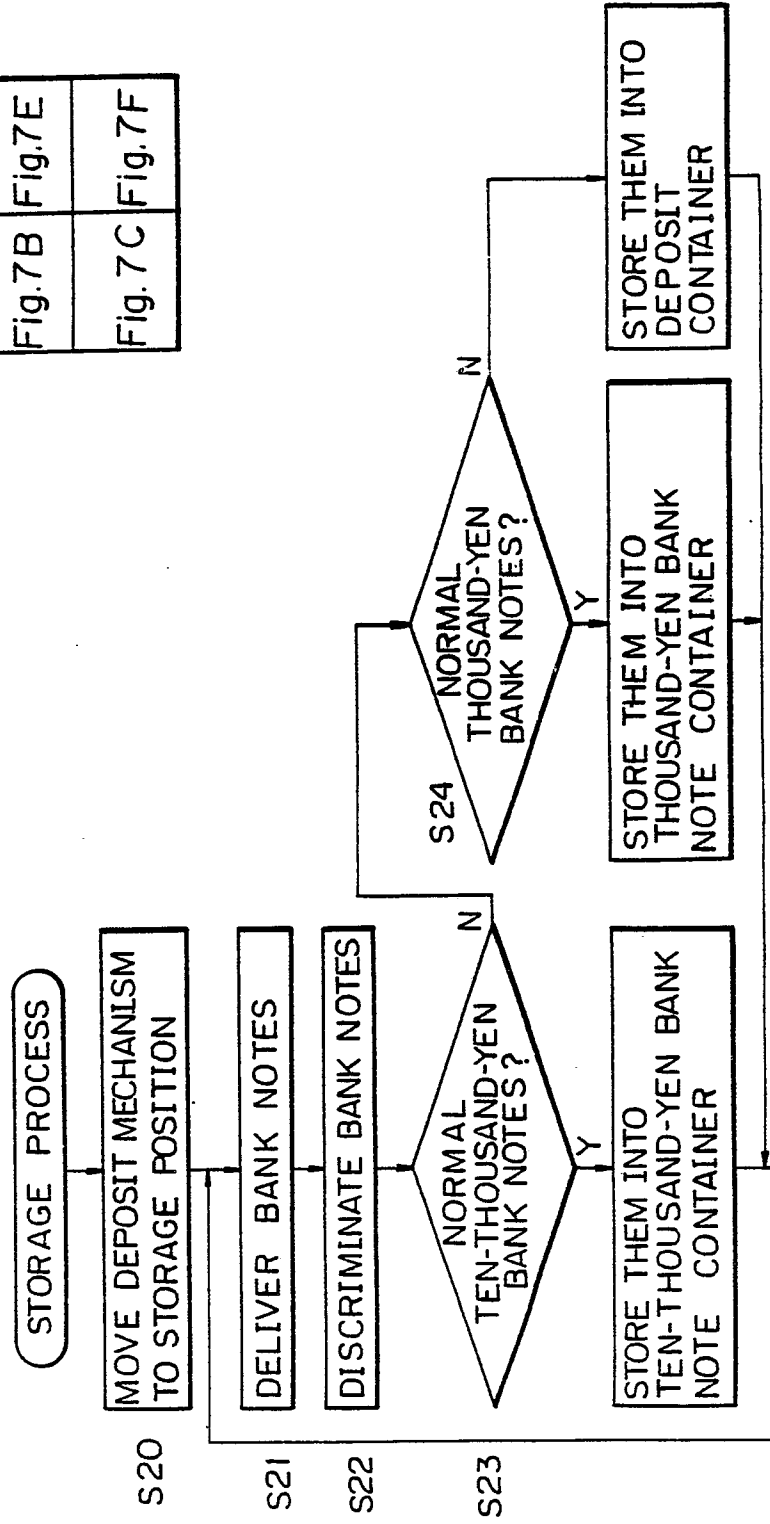 Fig.7B Fig.7E
Fig.7C Fig.7F
STORAGE PROCESS
S20
MOVE DEPOSIT MECHANISM
TO STORAGE POSITION
S21
DELIVER BANK NOTES
S22
DISCRIMINATE BANK NOTES
S23
NORMAL
TEN-THOUSAND-YEN
BANK NOTES?
N
Y
S24
NORMAL
THOUSAND-YEN
BANK NOTES?
N
Y
STORE THEM INTO
TEN-THOUSAND-YEN BANK
NOTE CONTAINER
STORE THEM INTO
THOUSAND-YEN BANK
NOTE CONTAINER
STORE THEM INTO
DEPOSIT
CONTAINER